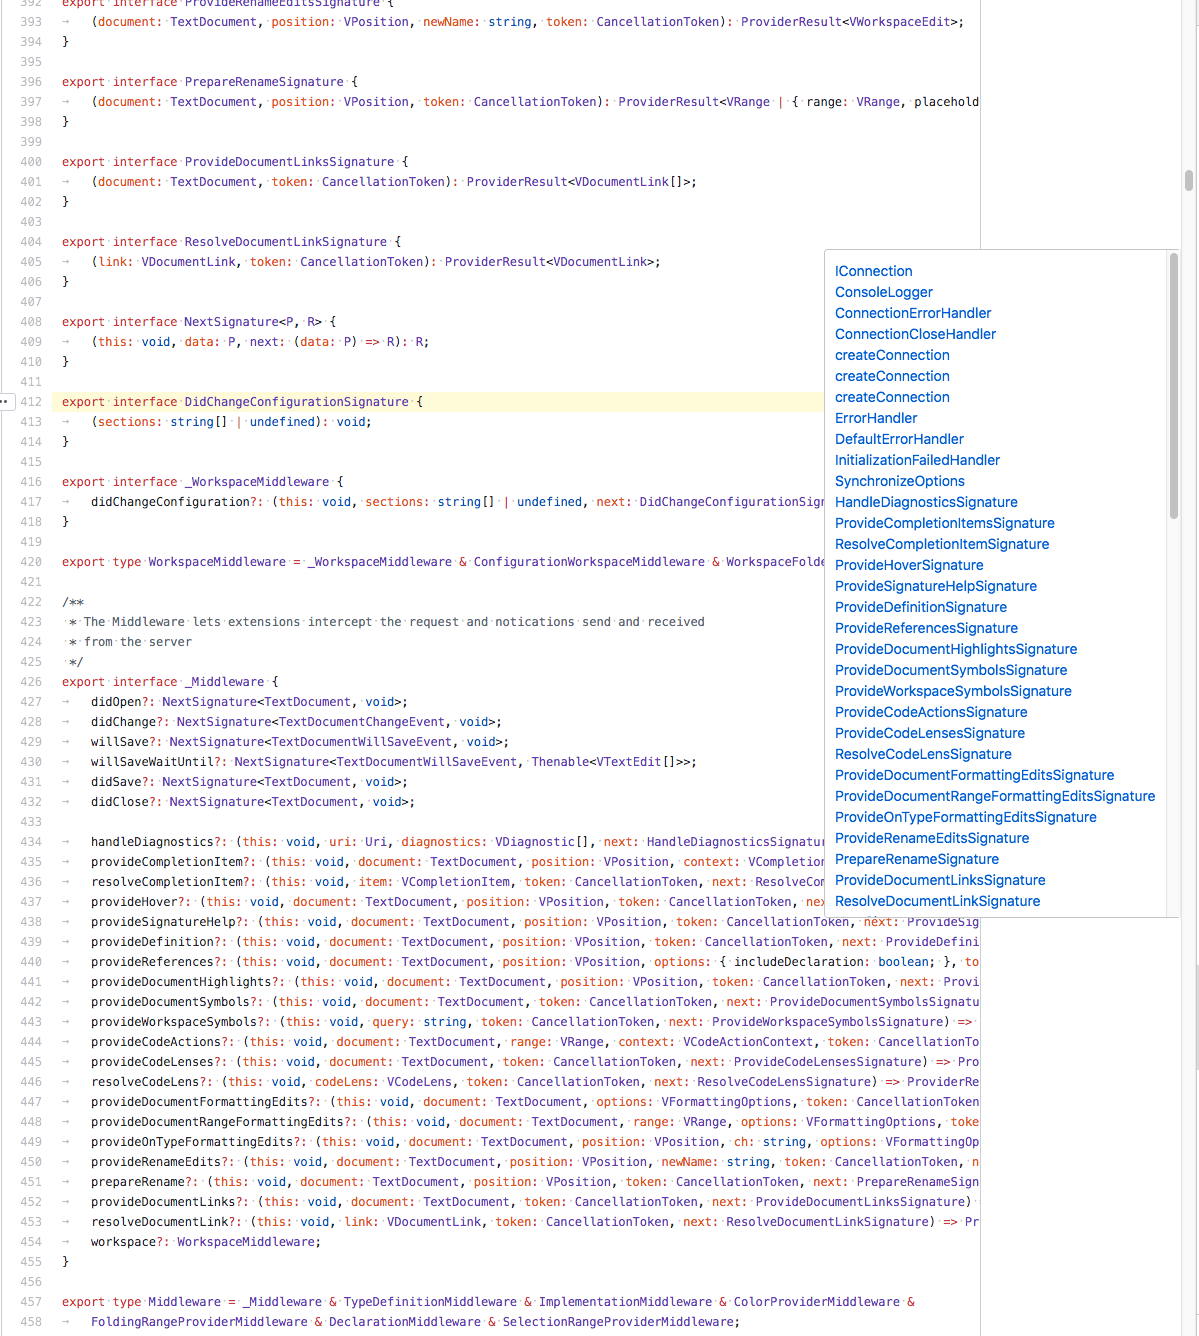 392 export interface ProvideRenameEditsSignature {
393 (document: TextDocument, position: VPosition, newName: string, token: CancellationToken): ProviderResult<VWorkspaceEdit>;
394 }
395
396 export interface PrepareRenameSignature {
397 → (document: TextDocument, position: VPosition, token: CancellationToken): ProviderResult<VRange | { range: VRange, placehold
398 }
399
400 export interface ProvideDocumentLinksSignature {
401 → (document: TextDocument, token: CancellationToken): ProviderResult<VDocumentLink[]>;
402 }
403
404 export interface ResolveDocumentLinkSignature {
405 → (link: VDocumentLink, token: CancellationToken): ProviderResult<VDocumentLink>;
406 }
407
408 export interface NextSignature<P, R> {
409 → (this: void, data: P, next: (data: P) => R): R;
410 }
411
412 export interface DidChangeConfigurationSignature {
413 → (sections: string[] | undefined): void;
414 }
415
416 export interface _WorkspaceMiddleware {
417 → didChangeConfiguration?: (this: void, sections: string[] | undefined, next: DidChangeConfigurationSign
418 }
419
420 export type WorkspaceMiddleware = _WorkspaceMiddleware & ConfigurationWorkspaceMiddleware & WorkspaceFolde
421
422 /**
423 * The Middleware lets extensions intercept the request and notications send and received
424 * from the server
425 */
426 export interface _Middleware {
427 → didOpen?: NextSignature<TextDocument, void>;
428 → didChange?: NextSignature<TextDocumentChangeEvent, void>;
429 → willSave?: NextSignature<TextDocumentWillSaveEvent, void>;
430 → willSaveWaitUntil?: NextSignature<TextDocumentWillSaveEvent, Thenable<VTextEdit[]>>;
431 → didSave?: NextSignature<TextDocument, void>;
432 → didClose?: NextSignature<TextDocument, void>;
433
434 → handleDiagnostics?: (this: void, uri: Uri, diagnostics: VDiagnostic[], next: HandleDiagnosticsSignatur
435 → provideCompletionItem?: (this: void, document: TextDocument, position: VPosition, context: VCompletion
436 → resolveCompletionItem?: (this: void, item: VCompletionItem, token: CancellationToken, next: ResolveCom
437 → provideHover?: (this: void, document: TextDocument, position: VPosition, token: CancellationToken, nex
438 → provideSignatureHelp?: (this: void, document: TextDocument, position: VPosition, token: CancellationToken, next: ProvideSig
439 → provideDefinition?: (this: void, document: TextDocument, position: VPosition, token: CancellationToken, next: ProvideDefini
440 → provideReferences?: (this: void, document: TextDocument, position: VPosition, options: { includeDeclaration: boolean; }, to
441 → provideDocumentHighlights?: (this: void, document: TextDocument, position: VPosition, token: CancellationToken, next: Provi
442 → provideDocumentSymbols?: (this: void, document: TextDocument, token: CancellationToken, next: ProvideDocumentSymbolsSignatu
443 → provideWorkspaceSymbols?: (this: void, query: string, token: CancellationToken, next: ProvideWorkspaceSymbolsSignature) =>
444 → provideCodeActions?: (this: void, document: TextDocument, range: VRange, context: VCodeActionContext, token: CancellationTo
445 → provideCodeLenses?: (this: void, document: TextDocument, token: CancellationToken, next: ProvideCodeLensesSignature) => Pro
446 → resolveCodeLens?: (this: void, codeLens: VCodeLens, token: CancellationToken, next: ResolveCodeLensSignature) => ProviderRe
447 → provideDocumentFormattingEdits?: (this: void, document: TextDocument, options: VFormattingOptions, token: CancellationToken
448 → provideDocumentRangeFormattingEdits?: (this: void, document: TextDocument, range: VRange, options: VFormattingOptions, toke
449 → provideOnTypeFormattingEdits?: (this: void, document: TextDocument, position: VPosition, ch: string, options: VFormattingOp
450 → provideRenameEdits?: (this: void, document: TextDocument, position: VPosition, newName: string, token: CancellationToken, n
451 → prepareRename?: (this: void, document: TextDocument, position: VPosition, token: CancellationToken, next: PrepareRenameSign
452 → provideDocumentLinks?: (this: void, document: TextDocument, token: CancellationToken, next: ProvideDocumentLinksSignature)
453 → resolveDocumentLink?: (this: void, link: VDocumentLink, token: CancellationToken, next: ResolveDocumentLinkSignature) => Pr
454 → workspace?: WorkspaceMiddleware;
455 }
456
457 export type Middleware = _Middleware & TypeDefinitionMiddleware & ImplementationMiddleware & ColorProviderMiddleware &
458 → FoldingRangeProviderMiddleware & DeclarationMiddleware & SelectionRangeProviderMiddleware;
IConnection
ConsoleLogger
ConnectionErrorHandler
ConnectionCloseHandler
createConnection
createConnection
createConnection
ErrorHandler
DefaultErrorHandler
InitializationFailedHandler
SynchronizeOptions
HandleDiagnosticsSignature
ProvideCompletionItemsSignature
ResolveCompletionItemSignature
ProvideHoverSignature
ProvideSignatureHelpSignature
ProvideDefinitionSignature
ProvideReferencesSignature
ProvideDocumentHighlightsSignature
ProvideDocumentSymbolsSignature
ProvideWorkspaceSymbolsSignature
ProvideCodeActionsSignature
ProvideCodeLensesSignature
ResolveCodeLensSignature
ProvideDocumentFormattingEditsSignature
ProvideDocumentRangeFormattingEditsSignature
ProvideOnTypeFormattingEditsSignature
ProvideRenameEditsSignature
PrepareRenameSignature
ProvideDocumentLinksSignature
ResolveDocumentLinkSignature